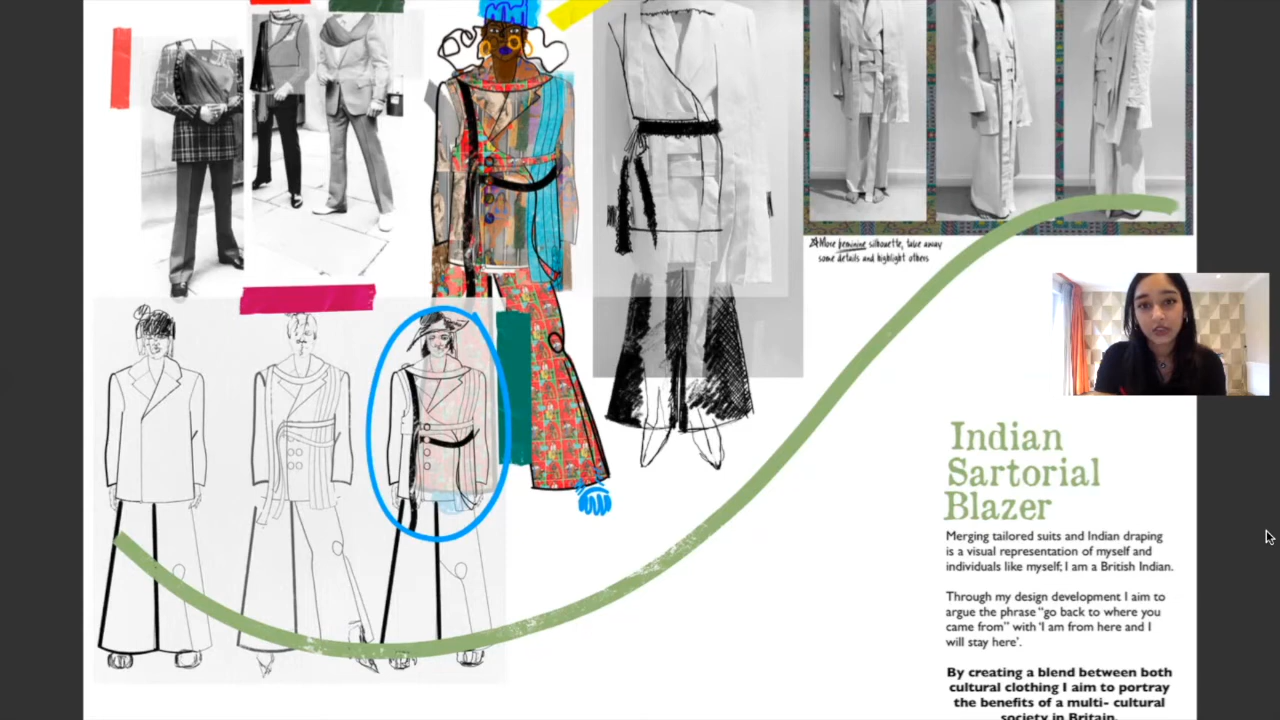 More feminine silhouette, take away
some details and highlight others
Indian
Sartorial
Blazer
Merging tailored suits and Indian draping
is a visual representation of myself and
individuals like myself; I am a British Indian.
Through my design development I aim to
argue the phrase "go back to where you
came from" with 'I am from here and I
will stay here'.
By creating a blend between both
cultural clothing I aim to portray
the benefits of a multi- cultural
society in Britain.